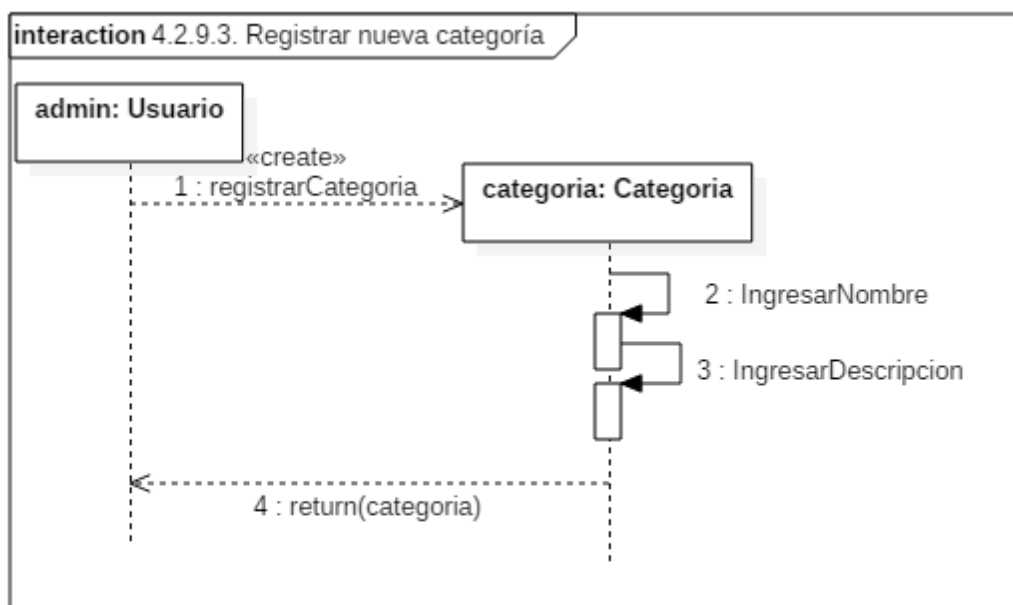 interaction 4.2.9.3. Registrar nueva categoría
admin: Usuario
«create»
1 : registrarCategoria
categoria: Categoria
2 : IngresarNombre
3 : IngresarDescripcion
4 : return(categoria)